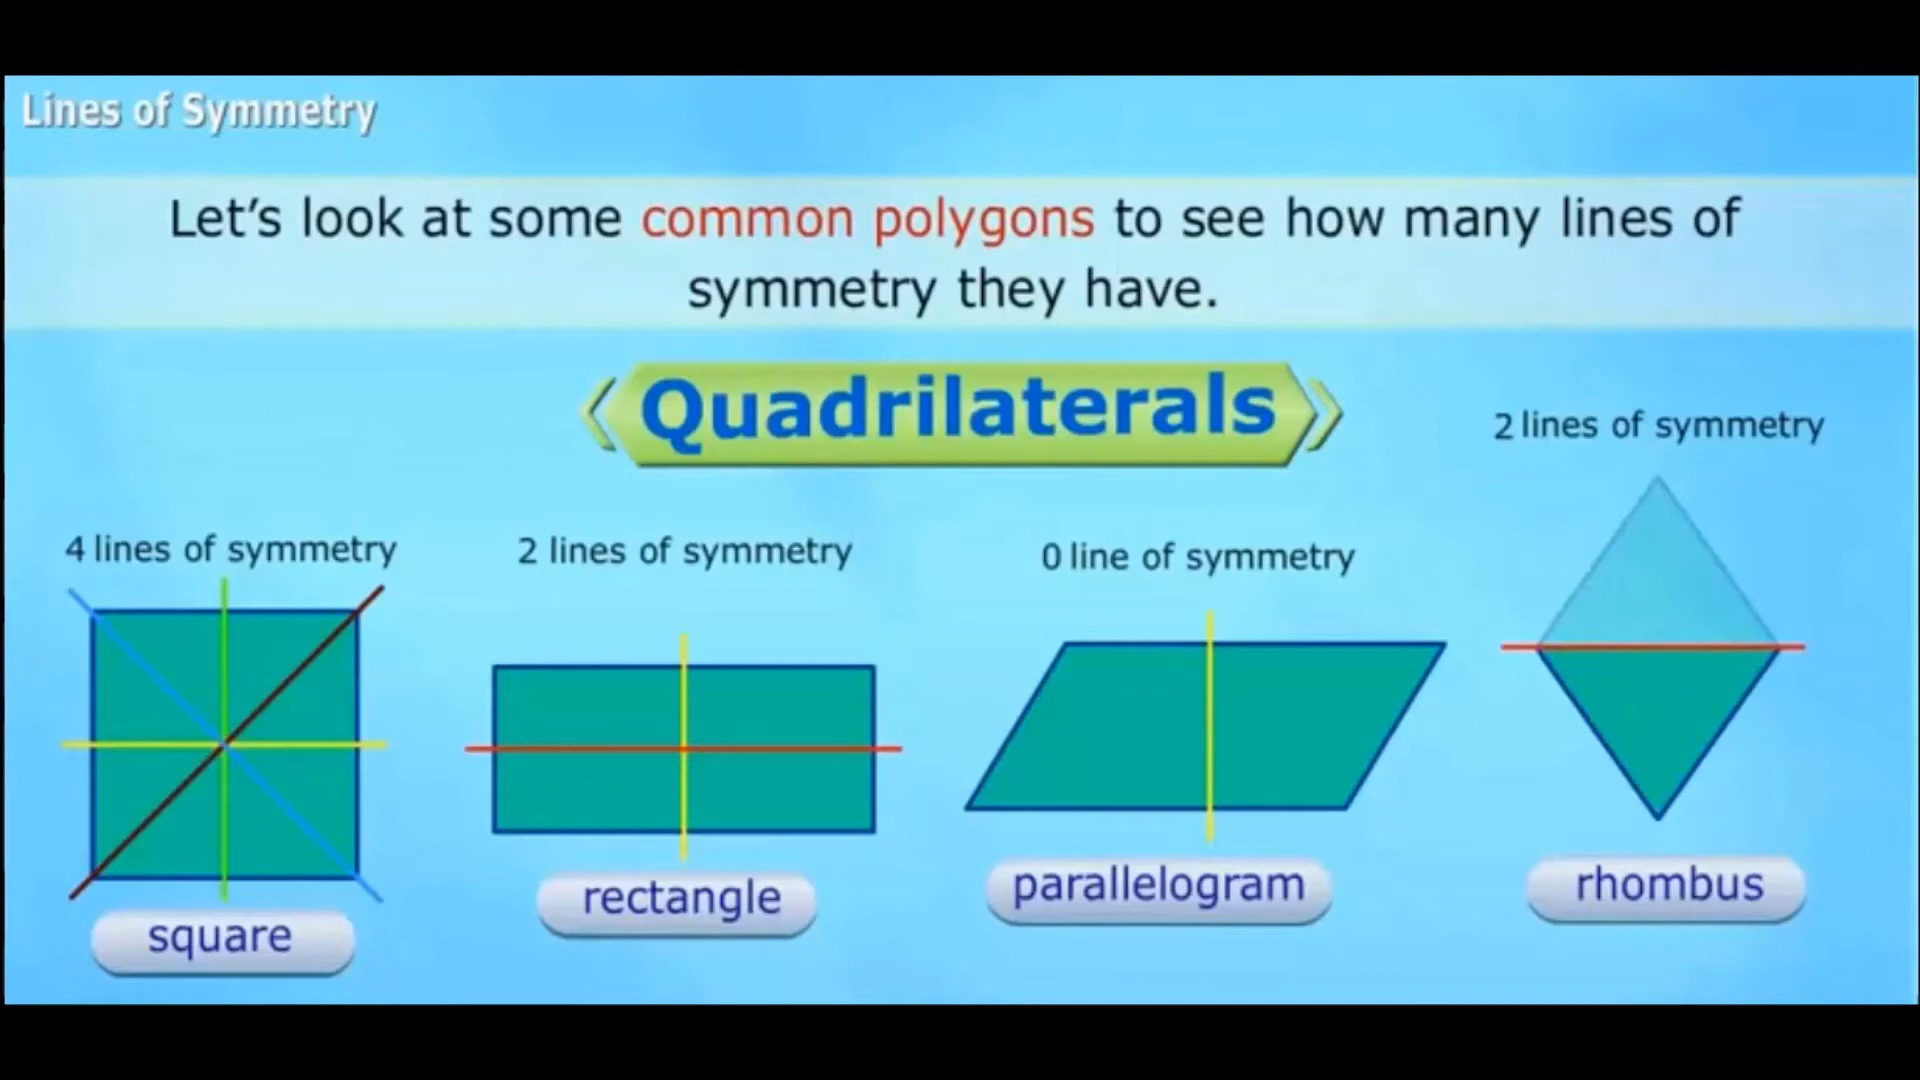 Lines of Symmetry
Let's look at some common polygons to see how many lines of
symmetry they have.
Quadrilaterals
2 lines of symmetry
4 lines of symmetry
2 lines of symmetry
0 line of symmetry
square
rectangle
parallelogram
rhombus